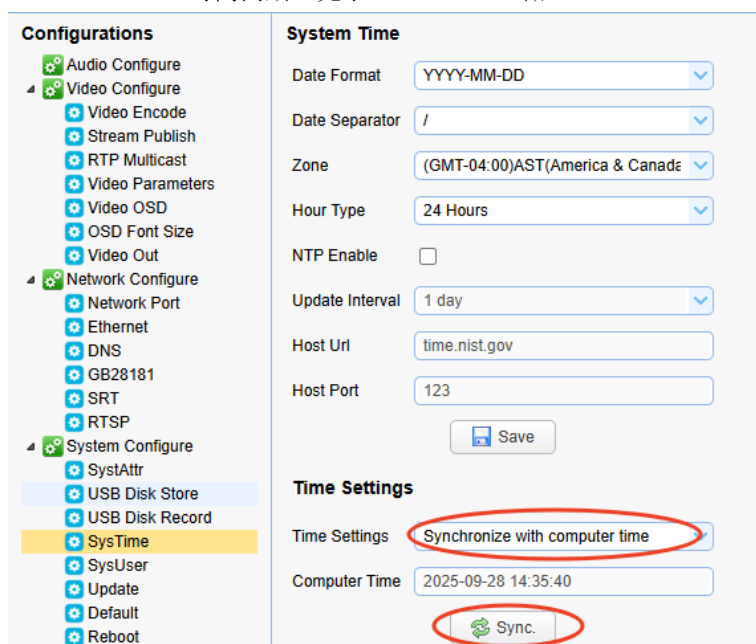 Configurations
Audio Configure
Video Configure
Video Encode
Stream Publish
RTP Multicast
Video Parameters
Video OSD
OSD Font Size
Video Out
Network Configure
Network Port
Ethernet
DNS
GB28181
SRT
RTSP
System Configure
SystAttr
USB Disk Store
USB Disk Record
SysTime
SysUser
Update
Default
Reboot
System Time
Date Format YYYY-MM-DD
Date Separator /
Zone (GMT-04:00)AST(America & Canada
Hour Type 24 Hours
NTP Enable
Update Interval 1 day
Host Url time.nist.gov
Host Port 123
Save
Time Settings
Time Settings Synchronize with computer time
Computer Time 2025-09-28 14:35:40
Sync.